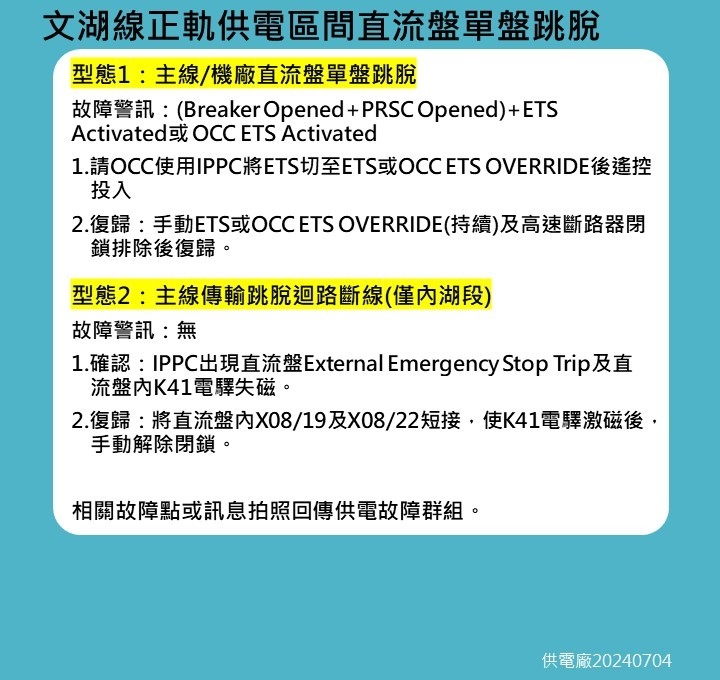 文湖線正軌供電區間直流盤單盤跳脫
型態1：主線/機廠直流盤單盤跳脫
故障警訊：(Breaker Opened+PRSC Opened)+ETS
Activated或 OCC ETS Activated
1.請OCC使用IPPC將ETS切至ETS或OCC ETS OVERRIDE後遙控
投入
2.復歸：手動ETS或OCC ETS OVERRIDE(持續)及高速斷路器閉
鎖排除後復歸。
型態2：主線傳輸跳脫迴路斷線(僅內湖段)
故障警訊：無
1.確認：IPPC出現直流盤External Emergency Stop Trip及直
流盤內K41電驛失磁。
2.復歸：將直流盤內X08/19及X08/22短接，使K41電驛激磁後，
手動解除閉鎖。
相關故障點或訊息拍照回傳供電故障群組。
供電廠20240704